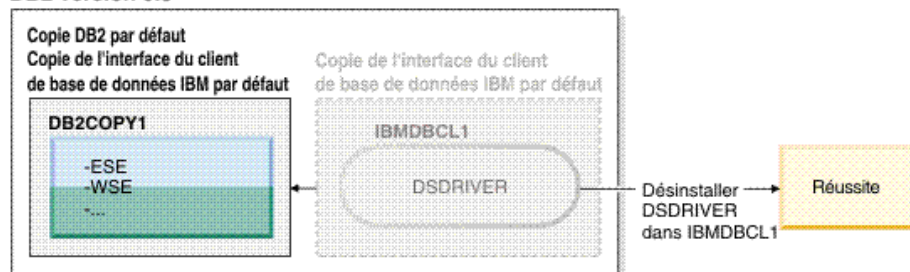 Copie DB2 par défaut
Copie de l'interface du client
de base de données IBM par défaut
DB2COPY1
-ESE
-WSE
-...
Copie de l'interface du client
de base de données IBM par défaut
IBMDBCL1
DSDRIVER
Désinstaller
DSDRIVER
dans IBMDBCL1
Réussite